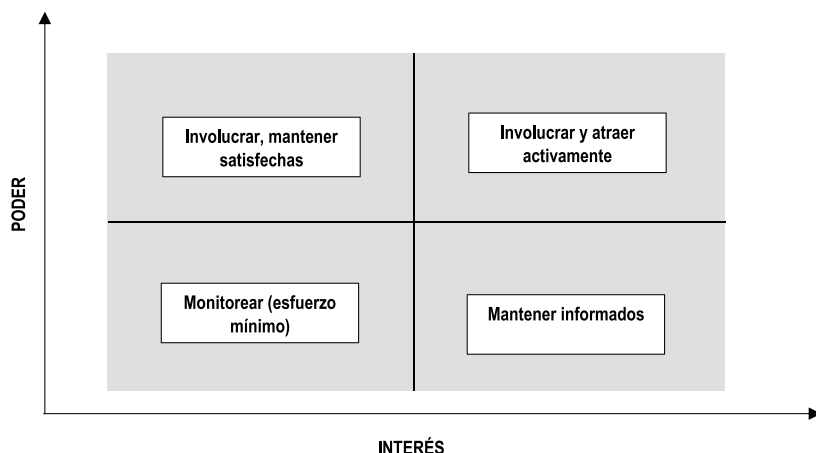 Involucrar, mantener
satisfechas
Involucrar y atraer
activamente
PODER
Monitorear (esfuerzo
mínimo)
Mantener informados
INTERÉS